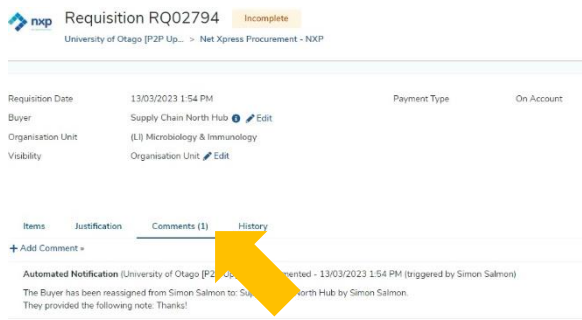 nxp
Requisition RQ02794 Incomplete
University of Otago [P2P Up... > Net Xpress Procurement - NXP
Requisition Date 13/03/2023 1:54 PM Payment Type On Account
Buyer Supply Chain North Hub Edit
Organisation Unit (LI) Microbiology & Immunology
Visibility Organisation Unit Edit
Items Justification Comments (1) History
+ Add Comment »
Automated Notification (University of Otago [P2P Up mented - 13/03/2023 1:54 PM (triggered by Simon Salmon)
The Buyer has been reassigned from Simon Salmon to: Su North Hub by Simon Salmon.
They provided the following note: Thanks!